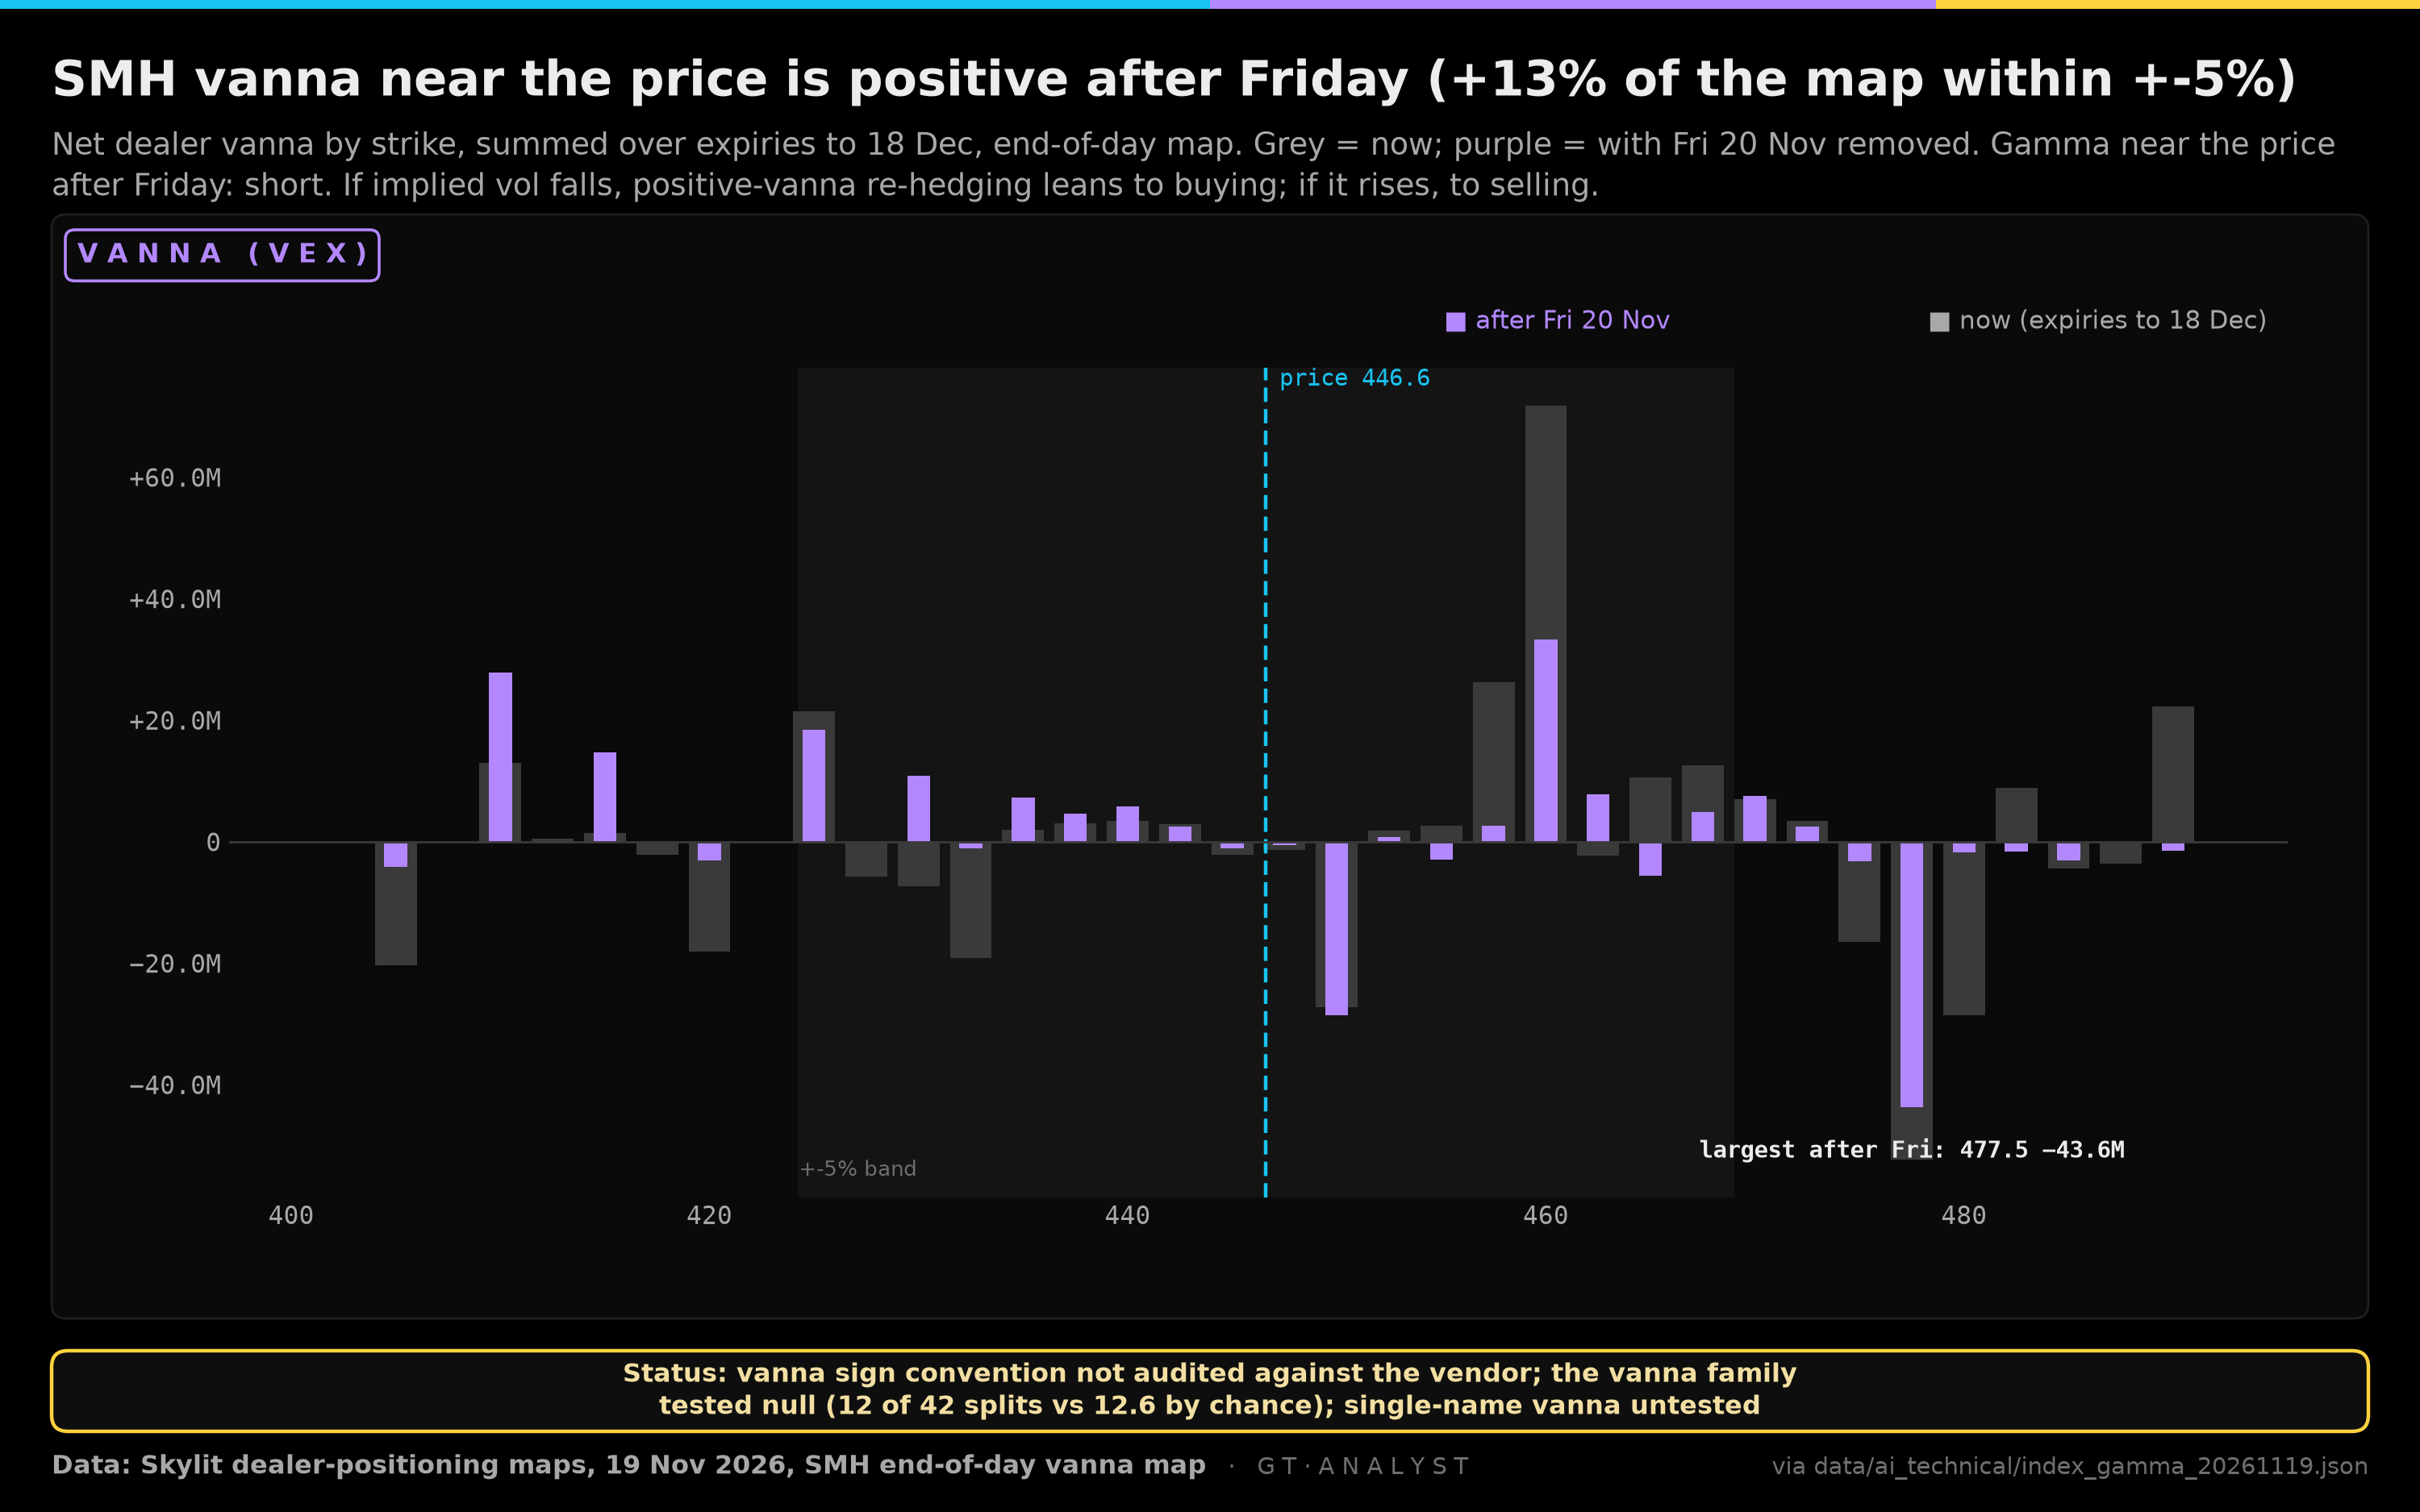 SMH vanna near the price is positive after Friday (+13% of the map within +-5%)
Net dealer vanna by strike, summed over expiries to 18 Dec, end-of-day map. Grey = now; purple = with Fri 20 Nov removed. Gamma near the price
after Friday: short. If implied vol falls, positive-vanna re-hedging leans to buying; if it rises, to selling.
VANNA (VEX)
after Fri 20 Nov
now (expiries to 18 Dec)
price 446.6
+60.0M
+40.0M
+20.0M
0
−20.0M
−40.0M
largest after Fri: 477.5 −43.6M
+-5% band
400
420
440
460
480
Status: vanna sign convention not audited against the vendor; the vanna family
tested null (12 of 42 splits vs 12.6 by chance); single-name vanna untested
Data: Skylit dealer-positioning maps, 19 Nov 2026, SMH end-of-day vanna map · GT·ANALYST
via data/ai_technical/index_gamma_20261119.json